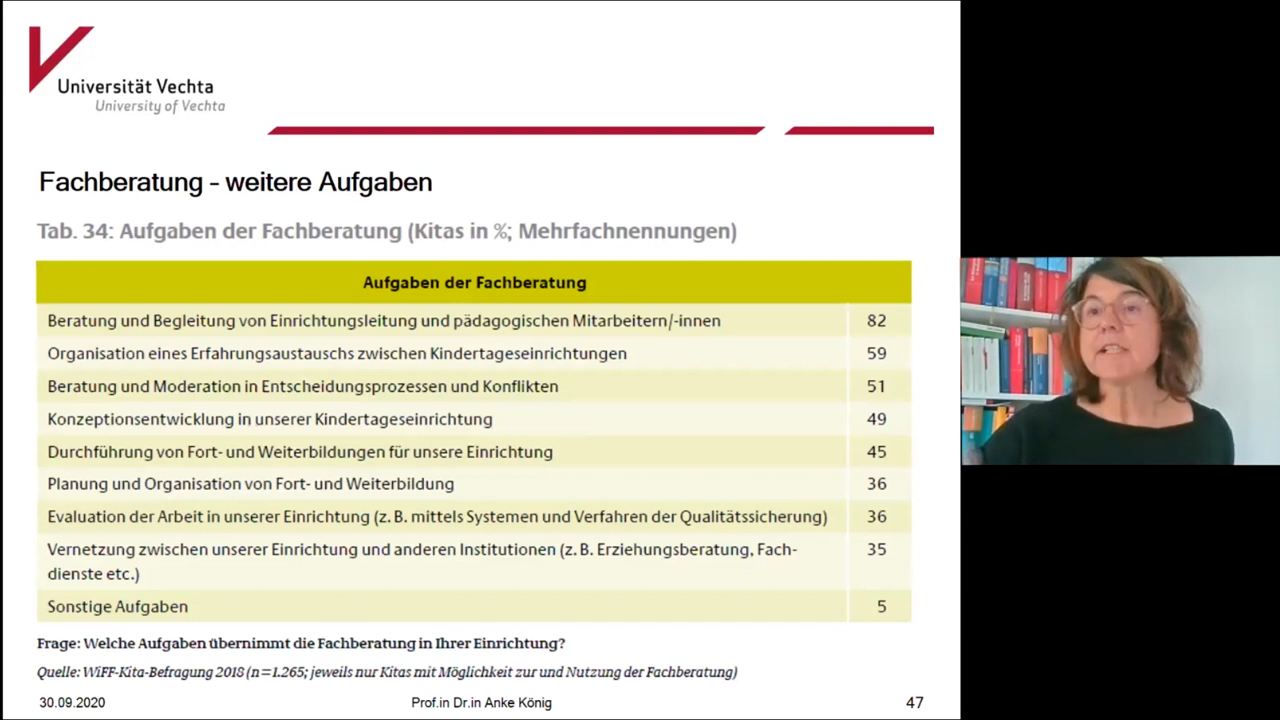 Universität Vechta
University of Vechta
Fachberatung – weitere Aufgaben
Tab. 34: Aufgaben der Fachberatung (Kitas in %; Mehrfachnennungen)
Aufgaben der Fachberatung
Beratung und Begleitung von Einrichtungsleitung und pädagogischen Mitarbeitern/-innen 82
Organisation eines Erfahrungsaustauschs zwischen Kindertageseinrichtungen 59
Beratung und Moderation in Entscheidungsprozessen und Konflikten 51
Konzeptionsentwicklung in unserer Kindertageseinrichtung 49
Durchführung von Fort- und Weiterbildungen für unsere Einrichtung 45
Planung und Organisation von Fort- und Weiterbildung 36
Evaluation der Arbeit in unserer Einrichtung (z. B. mittels Systemen und Verfahren der Qualitätssicherung) 36
Vernetzung zwischen unserer Einrichtung und anderen Institutionen (z. B. Erziehungsberatung, Fach- 35
dienste etc.)
Sonstige Aufgaben 5
Frage: Welche Aufgaben übernimmt die Fachberatung in Ihrer Einrichtung?
Quelle: WiFF-Kita-Befragung 2018 (n=1.265; jeweils nur Kitas mit Möglichkeit zur und Nutzung der Fachberatung)
30.09.2020 Prof.in Dr.in Anke König 47